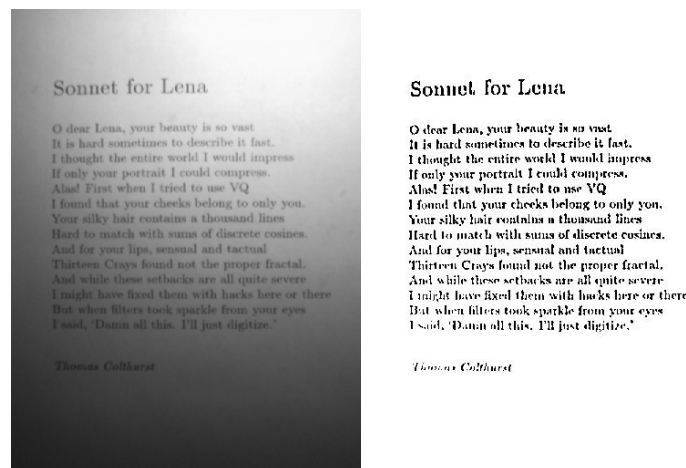 Sonnet for Lena
O dear Lena, your beauty is so vast
It is hard sometimes to describe it fast.
I thought the entire world I would impress
If only your portrait I could compress.
Alas! First when I tried to use VQ
I found that your cheeks belong to only you.
Your silky hair contains a thousand lines
Hard to match with sums of discrete cosines.
And for your lips, sensual and tactual
Thirteen Crays found not the proper fractal.
And while these setbacks are all quite severe
I might have fixed them with hacks here or there
But when filters took sparkle from your eyes
I said, 'Damn all this. I'll just digitize.'
Thomas Colthurst
Sonnet for Lena
O dear Lena, your beauty is so vast
It is hard sometimes to describe it fast.
I thought the entire world I would impress
If only your portrait I could compress.
Alas! First when I tried to use VQ
I found that your cheeks belong to only you.
Your silky hair contains a thousand lines
Hard to match with sums of discrete cosines.
And for your lips, sensual and tactual
Thirteen Crays found not the proper fractal.
And while these setbacks are all quite severe
I might have fixed them with hacks here or there
But when filters took sparkle from your eyes
I said, 'Damn all this. I'll just digitize.'
Thomas Colthurst